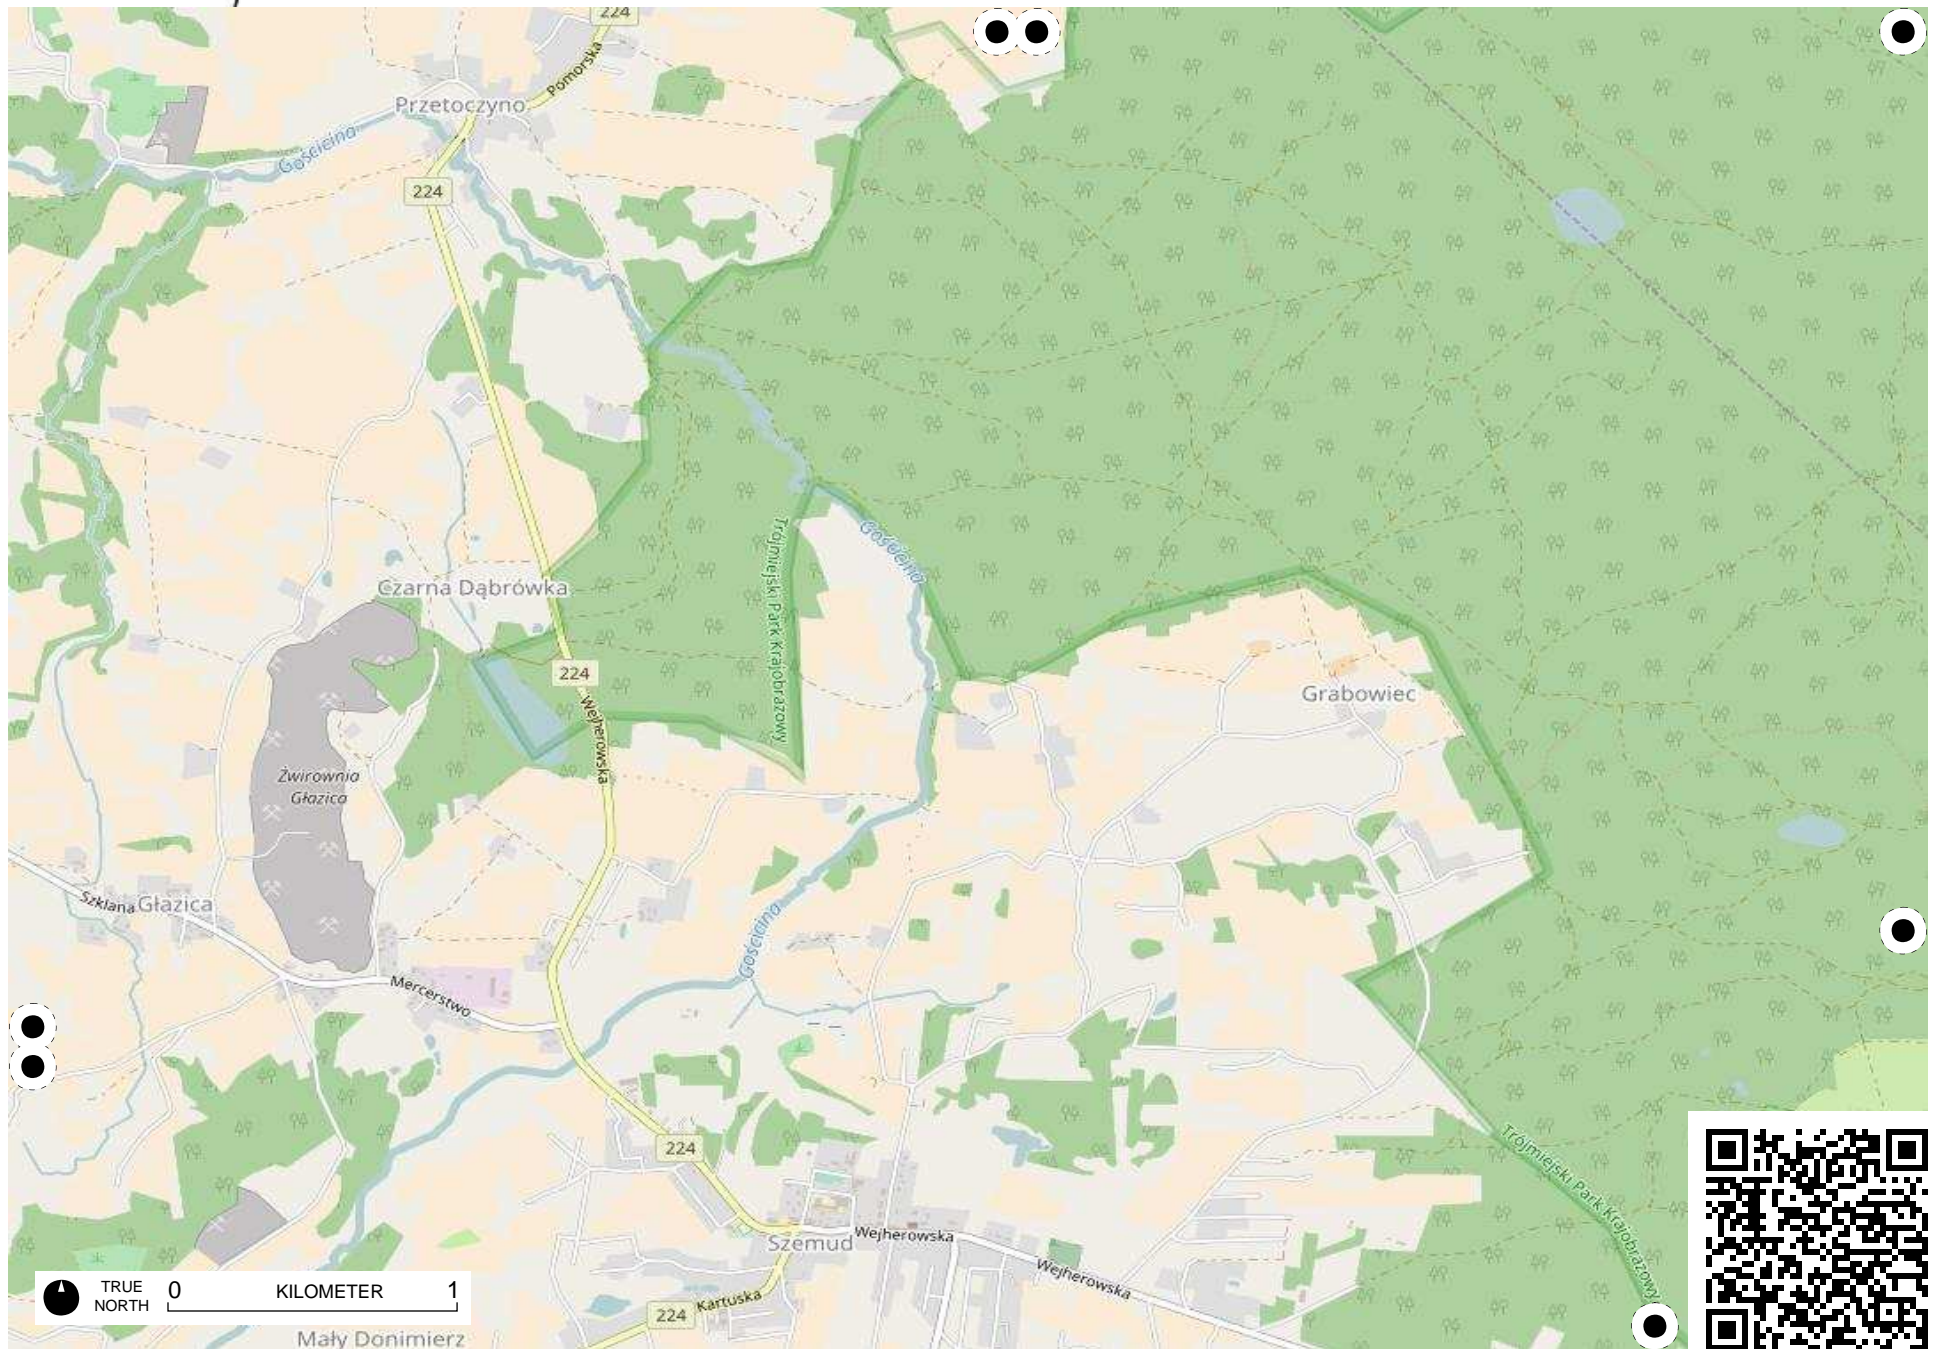 224
Pomorska
Przetoczyno
Gościcina
224
Gościcina
Trójmiejski Park Krajobrazowy
Czarna Dąbrówka
224
Wejherowska
Grabowiec
Żwirownia
Głazica
Szklana
Głazica
Gościcina
Mercerstwo
224
Trójmiejski Park Krajobrazowy
Szemud
Wejherowska
Wejherowska
TRUE
NORTH
0 KILOMETER 1
224
Kartuska
Mały Donimierz